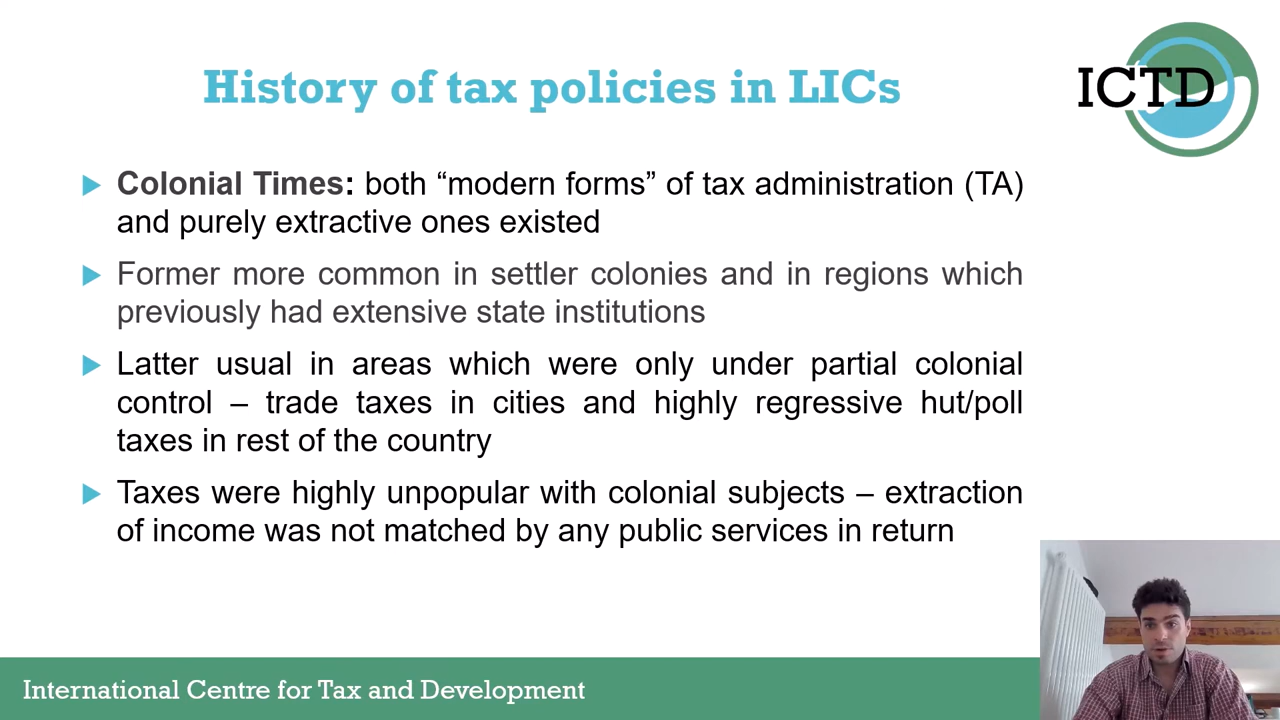 History of tax policies in LICs
ICTD
Colonial Times: both “modern forms” of tax administration (TA)
and purely extractive ones existed
Former more common in settler colonies and in regions which
previously had extensive state institutions
Latter usual in areas which were only under partial colonial
control – trade taxes in cities and highly regressive hut/poll
taxes in rest of the country
Taxes were highly unpopular with colonial subjects – extraction
of income was not matched by any public services in return
International Centre for Tax and Development